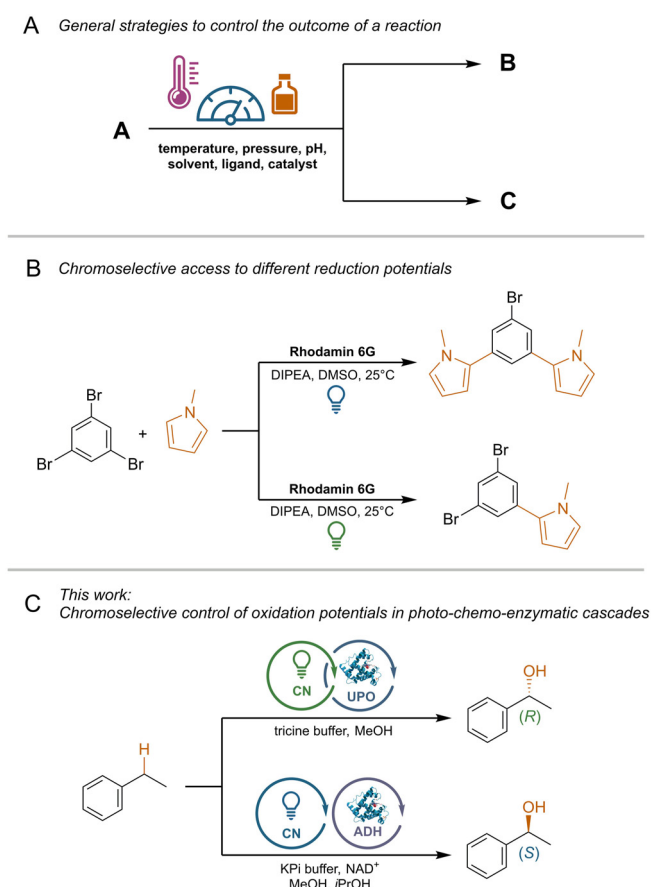 A General strategies to control the outcome of a reaction
B
A
temperature, pressure, pH,
solvent, ligand, catalyst
C
B Chromoselective access to different reduction potentials
Br
N
N
Rhodamin 6G
DIPEA, DMSO, 25°C
Br
N
+
Br
Br
Br
Rhodamin 6G
DIPEA, DMSO, 25°C
N
Br
This work:
C Chromoselective control of oxidation potentials in photo-chemo-enzymatic cascades
CN
UPO
OH
(R)
tricine buffer, MeOH
H
CN
ADH
OH
(S)
KPi buffer, NAD⁺
MeOH, iPrOH